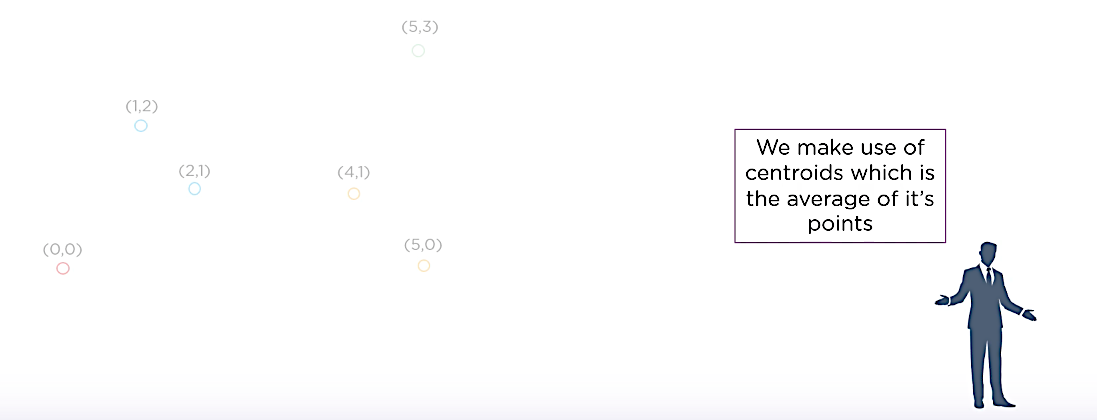 (5,3)
(1,2)
(2,1)
(4,1)
(0,0)
(5,0)
We make use of
centroids which is
the average of it's
points